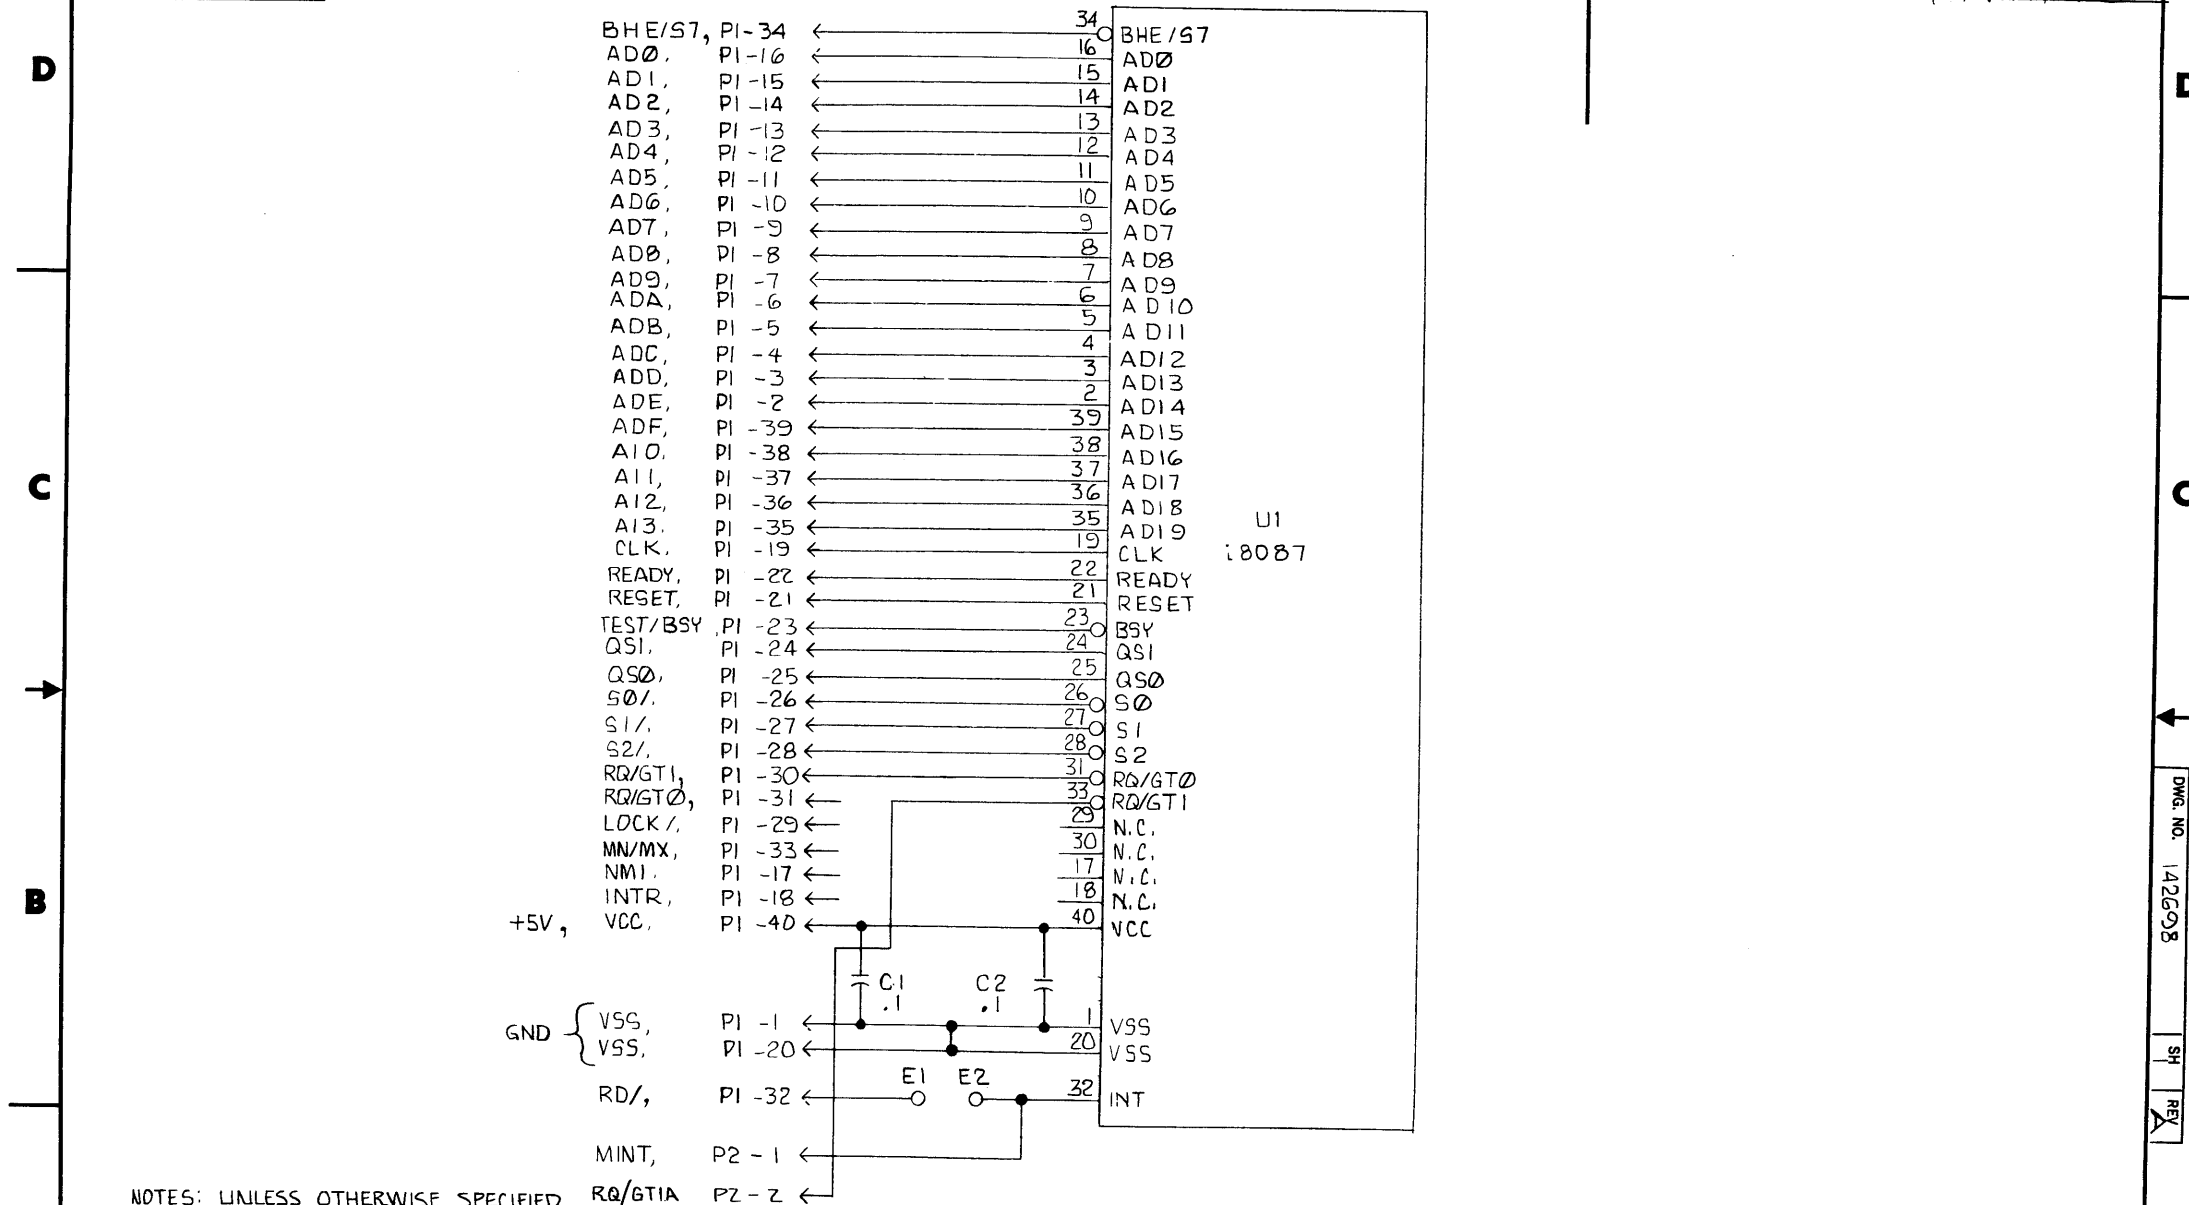 BHE/S7, P1-34 34 BHE/S7
D
AD0, P1-16 16 AD0
AD1, P1-15 15 AD1
AD2, P1-14 14 AD2
AD3, P1-13 13 AD3
AD4, P1-12 12 AD4
AD5, P1-11 11 AD5
AD6, P1-10 10 AD6
AD7, P1-9 9 AD7
AD8, P1-8 8 AD8
AD9, P1-7 7 AD9
ADA, P1-6 6 AD10
ADB, P1-5 5 AD11
ADC, P1-4 4 AD12
ADD, P1-3 3 AD13
ADE, P1-2 2 AD14
ADF, P1-39 39 AD15
A10, P1-38 38 AD16
C
A11, P1-37 37 AD17
A12, P1-36 36 AD18
A13, P1-35 35 AD19
U1
CLK, P1-19 19 CLK
i8087
READY, P1-22 22 READY
RESET, P1-21 21 RESET
TEST/BSY, P1-23 23 BSY
QS1, P1-24 24 QS1
QS0, P1-25 25 QS0
S0/, P1-26 26 S0
S1/, P1-27 27 S1
S2/, P1-28 28 S2
RQ/GT1, P1-30 31 RQ/GT0
RQ/GT0, P1-31 33 RQ/GT1
LOCK/, P1-29 29 N.C.
MN/MX, P1-33 30 N.C.
NMI, P1-17 17 N.C.
INTR, P1-18 18 N.C.
B
+5V, VCC, P1-40 40 VCC
C1 .1
C2 .1
GND
VSS, P1-1 1 VSS
VSS, P1-20 20 VSS
E1 E2
RD/, P1-32 32 INT
MINT, P2-1
NOTES: UNLESS OTHERWISE SPECIFIED
RQ/GT1A P2-2
DWG. NO. 142698
SH 1
REV A